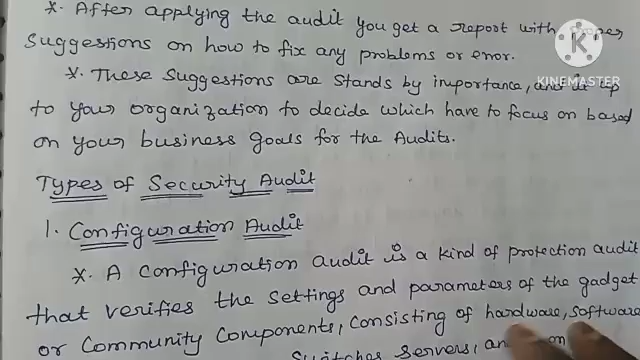 *. After applying the audit you get a report with
suggestions on how to fix any problems or error.
*. These suggestions are stands by importance, and it up
to your organization to decide which have to focus on based
on your business goals for the Audits.
Types of Security Audit
1. Configuration Audit
*. A Configuration audit is a kind of protection audit
that verifies the settings and parameters of the gadget
or Community Components, Consisting of hardware, Software
Switches, Servers,
KINEMASTER